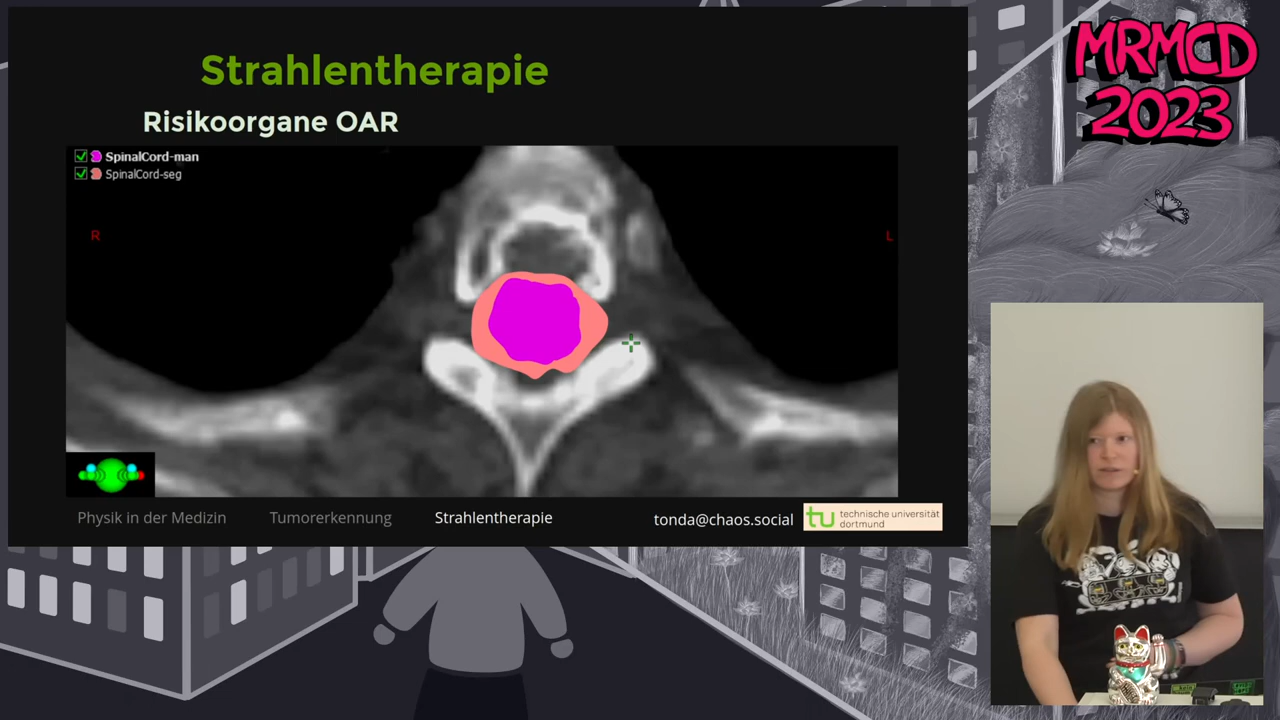 Strahlentherapie
Risikoorgane OAR
SpinalCord-man
SpinalCord-seg
R
L
Physik in der Medizin
Tumorerkennung
Strahlentherapie
tonda@chaos.social
tu technische universität
dortmund
MRMCD
2023